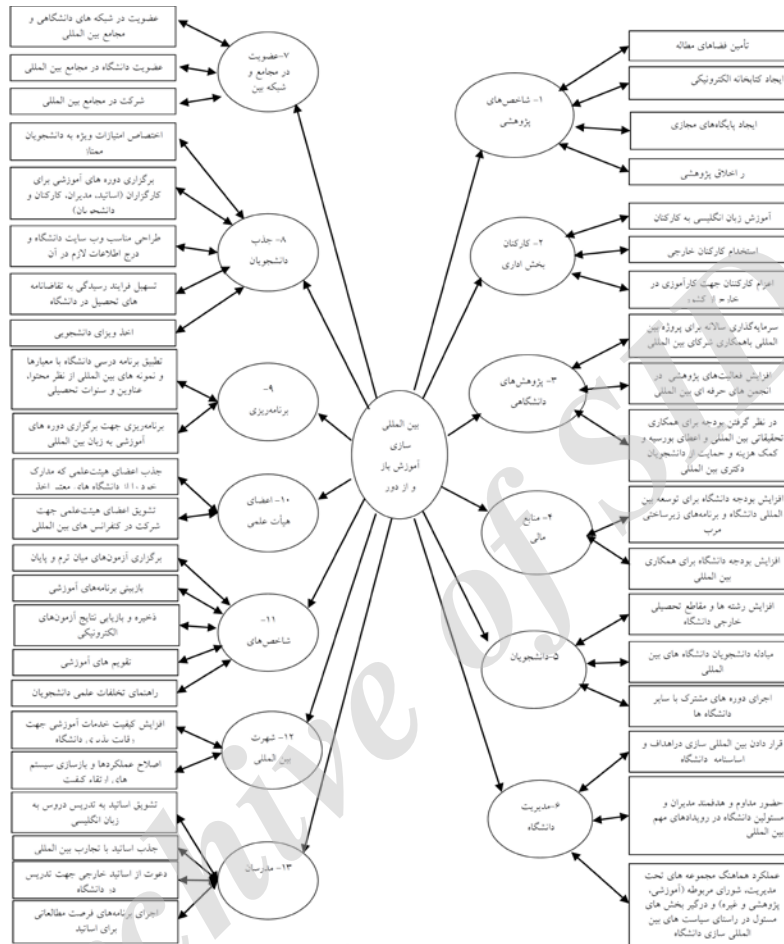 ۱- شاخص‌های
پژوهشی
تأمین فضاهای مطاله
ایجاد کتابخانه الکترونیکی
ایجاد پایگاه‌های مجازی
ر اخلاق پژوهشی
۲- کارکنان
بخش اداری
آموزش زبان انگلیسی به کارکنان
استخدام کارکنان خارجی
اعزام کارکنان جهت کارآموزی در
خارج از کشور
۳- پژوهش‌های
دانشگاهی
سرمایه‌گذاری سالانه برای پروژه بین
المللی باهمکاری شرکای بین المللی
افزایش فعالیت‌های پژوهشی در
انجمن های حرفه ای بین المللی
در نظر گرفتن بودجه برای همکاری
تحقیقاتی بین المللی و اعطای بورسیه و
کمک هزینه و حمایت از دانشجویان
دکتری بین المللی
۴- منابع
مالی
افزایش بودجه دانشگاه برای توسعه بین
المللی دانشگاه و برنامه‌های زیرساختی
افزایش بودجه دانشگاه برای همکاری
بین المللی
۵-دانشجویان
افزایش رشته ها و مقاطع تحصیلی
خارجی دانشگاه
مبادله دانشجویان دانشگاه های بین
المللی
اجرای دوره های مشترک با سایر
دانشگاه ها
۶-مدیریت
دانشگاه
قرار دادن بین المللی سازی دراهداف و
اساسنامه دانشگاه
حضور مداوم و هدفمند مدیران و
مسئولین دانشگاه در رویدادهای مهم
بین المللی
عملکرد هماهنگ مجموعه های تحت
مدیریت، شورای مربوطه (آموزشی،
پژوهشی و غیره) و درگیر بخش های
مسئول در راستای سیاست های بین
المللی سازی دانشگاه
بین المللی
سازی
آموزش باز
و از دور
۷-عضویت
در مجامع و
شبکه بین
عضویت در شبکه های دانشگاهی و
مجامع بین المللی
عضویت دانشگاه در مجامع بین المللی
شرکت در مجامع بین المللی
۸- جذب
دانشجویان
اختصاص امتیازات ویژه به دانشجویان
ممتاز
برگزاری دوره های آموزشی برای
کارگزاران (اساتید، مدیران، کارکنان و
دانشجویان)
طراحی مناسب وب سایت دانشگاه و
درج اطلاعات لازم در آن
تسهیل فرایند رسیدگی به تقاضانامه
های تحصیل در دانشگاه
اخذ ویزای دانشجویی
۹-
برنامه‌ریزی
تطبیق برنامه درسی دانشگاه با معیارها
و نمونه های بین المللی از نظر محتوا،
عناوین و سنوات تحصیلی
برنامه‌ریزی جهت برگزاری دوره های
آموزشی به زبان بین المللی
۱۰- اعضای
هیأت علمی
جذب اعضای هیئت‌علمی که مدارک
خود را از دانشگاه های معتبر اخذ
تشویق اعضای هیئت‌علمی جهت
شرکت در کنفرانس های بین المللی
۱۱-
شاخص‌های
برگزاری آزمون‌های میان ترم و پایان
بازبینی برنامه‌های آموزشی
ذخیره و بازیابی نتایج آزمون‌های
الکترونیکی
تقویم های آموزشی
راهنمای تخلفات علمی دانشجویان
۱۲- شهرت
بین المللی
افزایش کیفیت خدمات آموزشی جهت
رقابت پذیری دانشگاه
اصلاح عملکردها و بازسازی سیستم
های ارتقاء کیفیت
۱۳- مدرسان
تشویق اساتید به تدریس دروس به
زبان انگلیسی
جذب اساتید با تجارب بین المللی
دعوت از اساتید خارجی جهت تدریس
در دانشگاه
اجرای برنامه‌های فرصت مطالعاتی
برای اساتید
Archive of SID